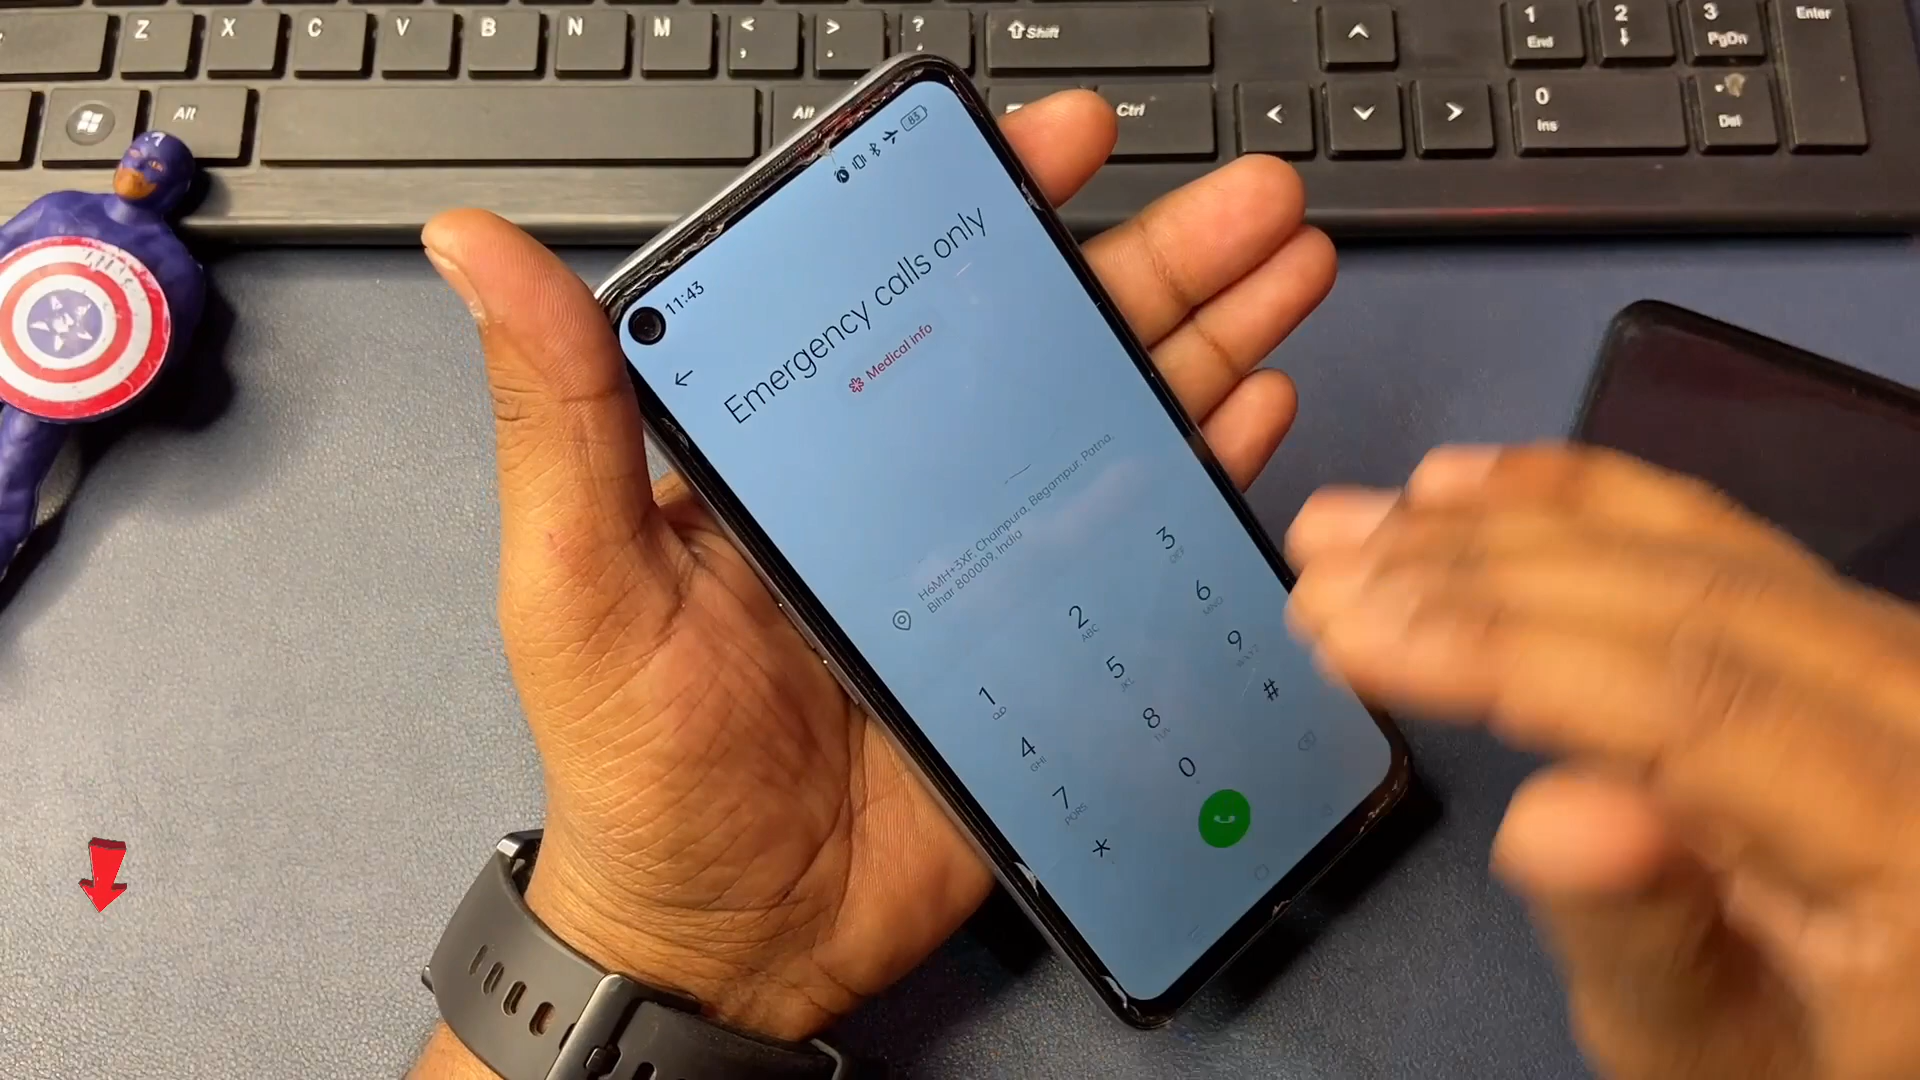 Z X C V B N M < , > . ? Shift
1 End 2 3 PgDn Enter
Alt Alt Ctrl 0 Ins . Del
11:43
83
Emergency calls only
Medical info
H6MH+3XF, Chainpura, Begampur, Patna,
Bihar 800009, India
1 2 ABC 3 DEF
4 GHI 5 JKL 6 MNO
7 PQRS 8 TUV 9 WXYZ
* 0 #